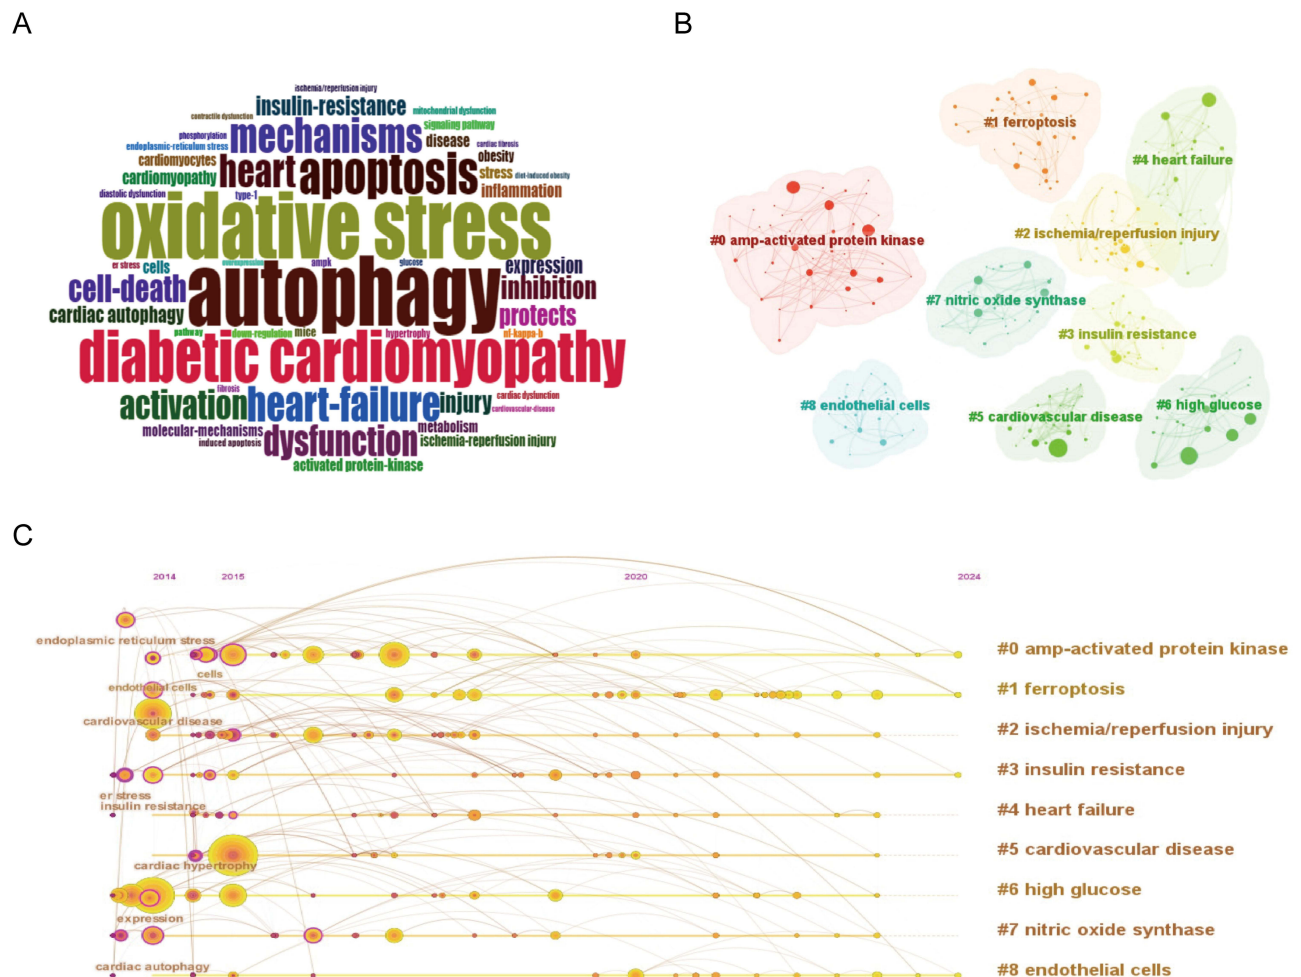 A
B
ischemia/reperfusion injury
insulin-resistance
mitochondrial dysfunction
contractile dysfunction
signaling pathway
mechanisms
phosphorylation
disease
endoplasmic-reticulum stress
cardiac fibrosis
cardiomyocytes
heart
apoptosis
obesity
cardiomyopathy
stress
diet-induced obesity
diastolic dysfunction
type-1
inflammation
oxidative stress
er stress
cells
overexpression
ampk
glucose
expression
cell-death
autophagy
inhibition
cardiac autophagy
protects
pathway
down-regulation
mice
hypertrophy
nf-kappa-b
diabetic cardiomyopathy
fibrosis
activation
heart-failure
injury
cardiac dysfunction
cardiovascular-disease
molecular-mechanisms
induced apoptosis
dysfunction
metabolism
ischemia-reperfusion injury
activated protein-kinase
#1 ferroptosis
#4 heart failure
#0 amp-activated protein kinase
#2 ischemia/reperfusion injury
#7 nitric oxide synthase
#3 insulin resistance
#8 endothelial cells
#5 cardiovascular disease
#6 high glucose
C
2014 2015 2020 2024
endoplasmic reticulum stress
#0 amp-activated protein kinase
cells
endothelial cells
#1 ferroptosis
cardiovascular disease
#2 ischemia/reperfusion injury
#3 insulin resistance
er stress
insulin resistance
#4 heart failure
#5 cardiovascular disease
cardiac hypertrophy
#6 high glucose
expression
#7 nitric oxide synthase
cardiac autophagy
#8 endothelial cells